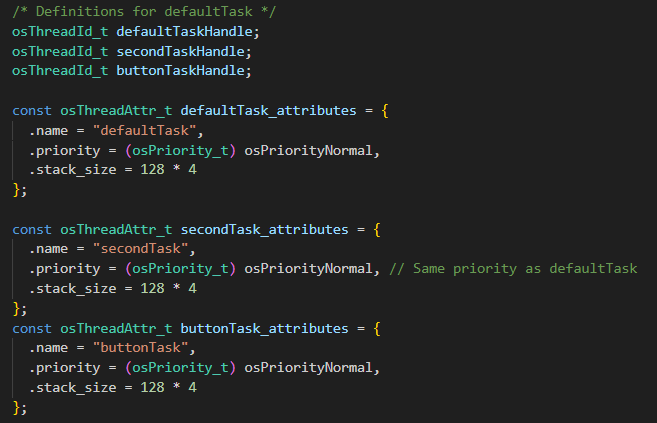 /* Definitions for defaultTask */
osThreadId_t defaultTaskHandle;
osThreadId_t secondTaskHandle;
osThreadId_t buttonTaskHandle;

const osThreadAttr_t defaultTask_attributes = {
  .name = "defaultTask",
  .priority = (osPriority_t) osPriorityNormal,
  .stack_size = 128 * 4
};

const osThreadAttr_t secondTask_attributes = {
  .name = "secondTask",
  .priority = (osPriority_t) osPriorityNormal, // Same priority as defaultTask
  .stack_size = 128 * 4
};
const osThreadAttr_t buttonTask_attributes = {
  .name = "buttonTask",
  .priority = (osPriority_t) osPriorityNormal,
  .stack_size = 128 * 4
};